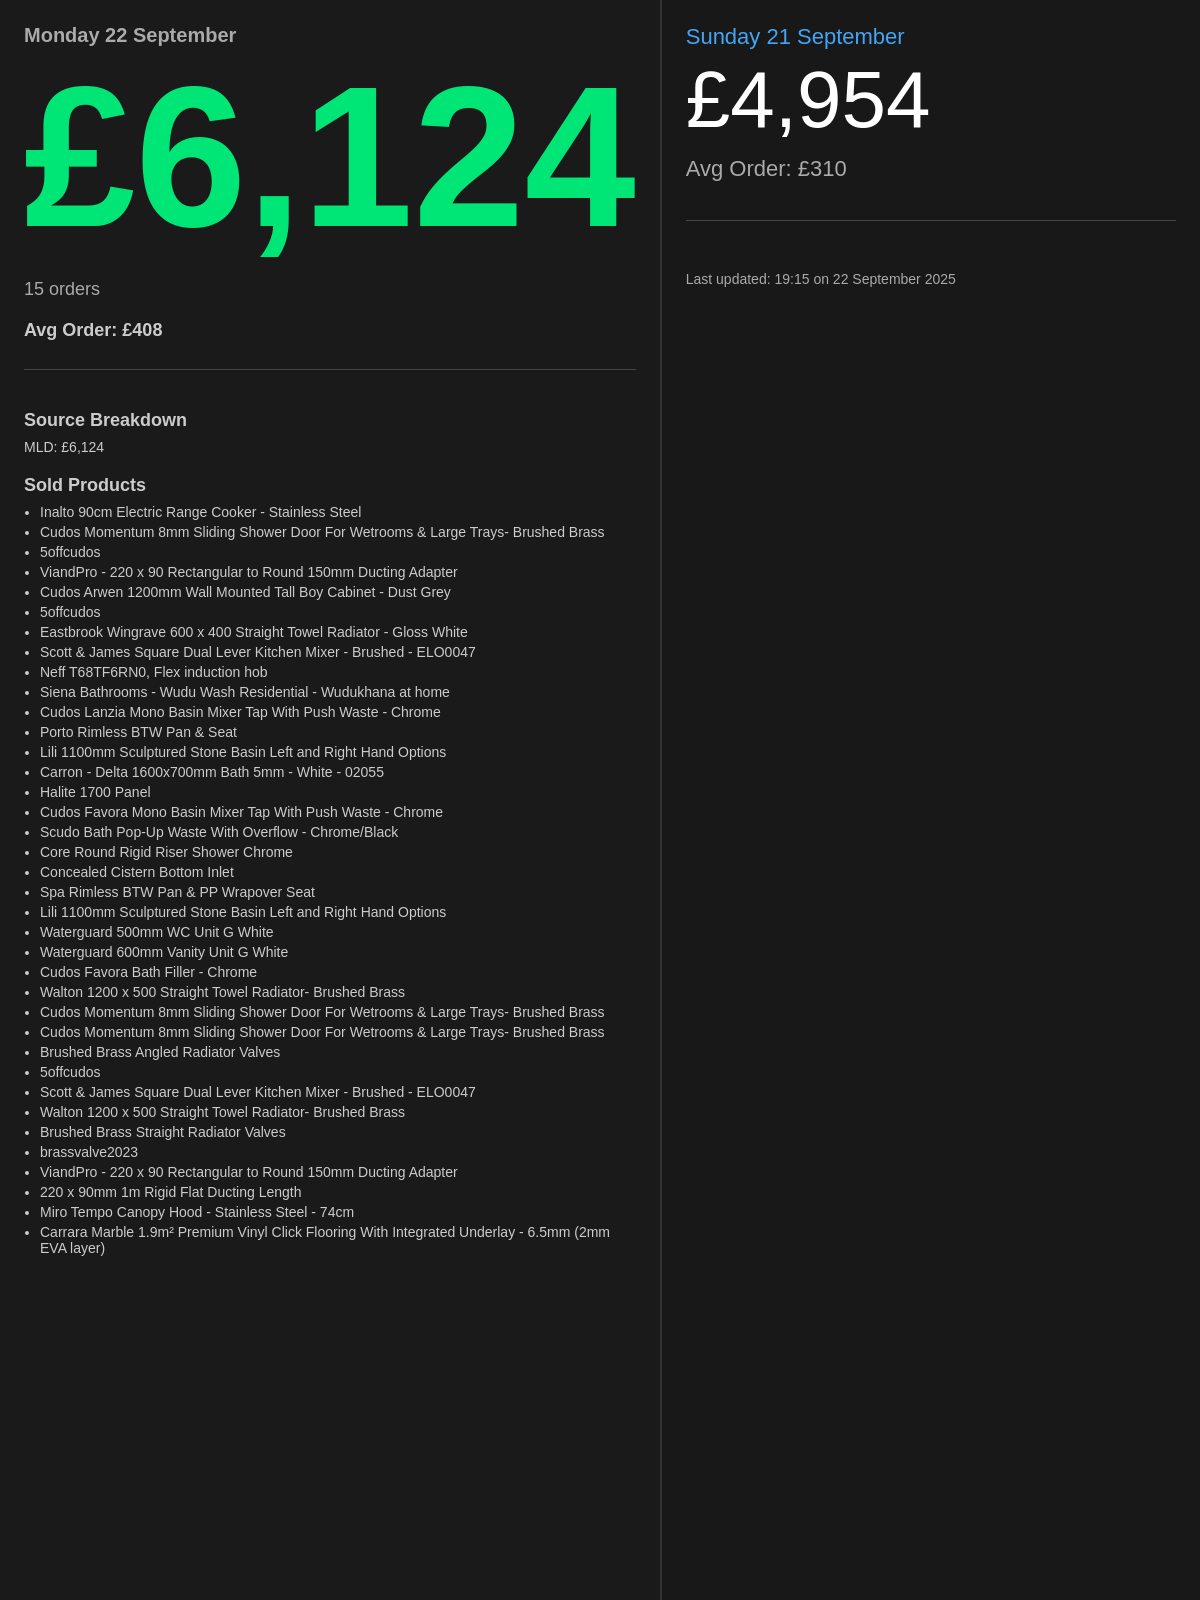 Monday 22 September
£6,124
15 orders
Avg Order: £408
Source Breakdown
MLD: £6,124
Sold Products
• Inalto 90cm Electric Range Cooker - Stainless Steel
• Cudos Momentum 8mm Sliding Shower Door For Wetrooms & Large Trays- Brushed Brass
• 5offcudos
• ViandPro - 220 x 90 Rectangular to Round 150mm Ducting Adapter
• Cudos Arwen 1200mm Wall Mounted Tall Boy Cabinet - Dust Grey
• 5offcudos
• Eastbrook Wingrave 600 x 400 Straight Towel Radiator - Gloss White
• Scott & James Square Dual Lever Kitchen Mixer - Brushed - ELO0047
• Neff T68TF6RN0, Flex induction hob
• Siena Bathrooms - Wudu Wash Residential - Wudukhana at home
• Cudos Lanzia Mono Basin Mixer Tap With Push Waste - Chrome
• Porto Rimless BTW Pan & Seat
• Lili 1100mm Sculptured Stone Basin Left and Right Hand Options
• Carron - Delta 1600x700mm Bath 5mm - White - 02055
• Halite 1700 Panel
• Cudos Favora Mono Basin Mixer Tap With Push Waste - Chrome
• Scudo Bath Pop-Up Waste With Overflow - Chrome/Black
• Core Round Rigid Riser Shower Chrome
• Concealed Cistern Bottom Inlet
• Spa Rimless BTW Pan & PP Wrapover Seat
• Lili 1100mm Sculptured Stone Basin Left and Right Hand Options
• Waterguard 500mm WC Unit G White
• Waterguard 600mm Vanity Unit G White
• Cudos Favora Bath Filler - Chrome
• Walton 1200 x 500 Straight Towel Radiator- Brushed Brass
• Cudos Momentum 8mm Sliding Shower Door For Wetrooms & Large Trays- Brushed Brass
• Cudos Momentum 8mm Sliding Shower Door For Wetrooms & Large Trays- Brushed Brass
• Brushed Brass Angled Radiator Valves
• 5offcudos
• Scott & James Square Dual Lever Kitchen Mixer - Brushed - ELO0047
• Walton 1200 x 500 Straight Towel Radiator- Brushed Brass
• Brushed Brass Straight Radiator Valves
• brassvalve2023
• ViandPro - 220 x 90 Rectangular to Round 150mm Ducting Adapter
• 220 x 90mm 1m Rigid Flat Ducting Length
• Miro Tempo Canopy Hood - Stainless Steel - 74cm
• Carrara Marble 1.9m² Premium Vinyl Click Flooring With Integrated Underlay - 6.5mm (2mm
EVA layer)
Sunday 21 September
£4,954
Avg Order: £310
Last updated: 19:15 on 22 September 2025